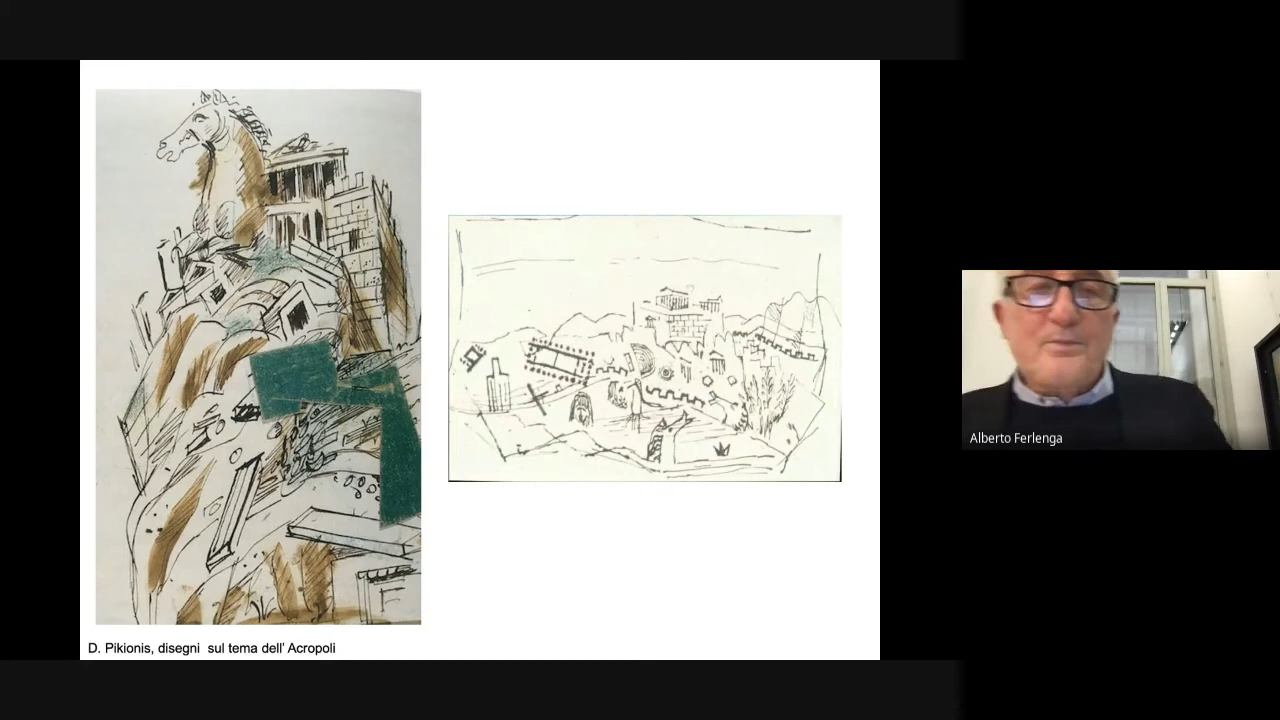 D. Pikionis, disegni  sul tema dell' Acropoli
Alberto Ferlenga